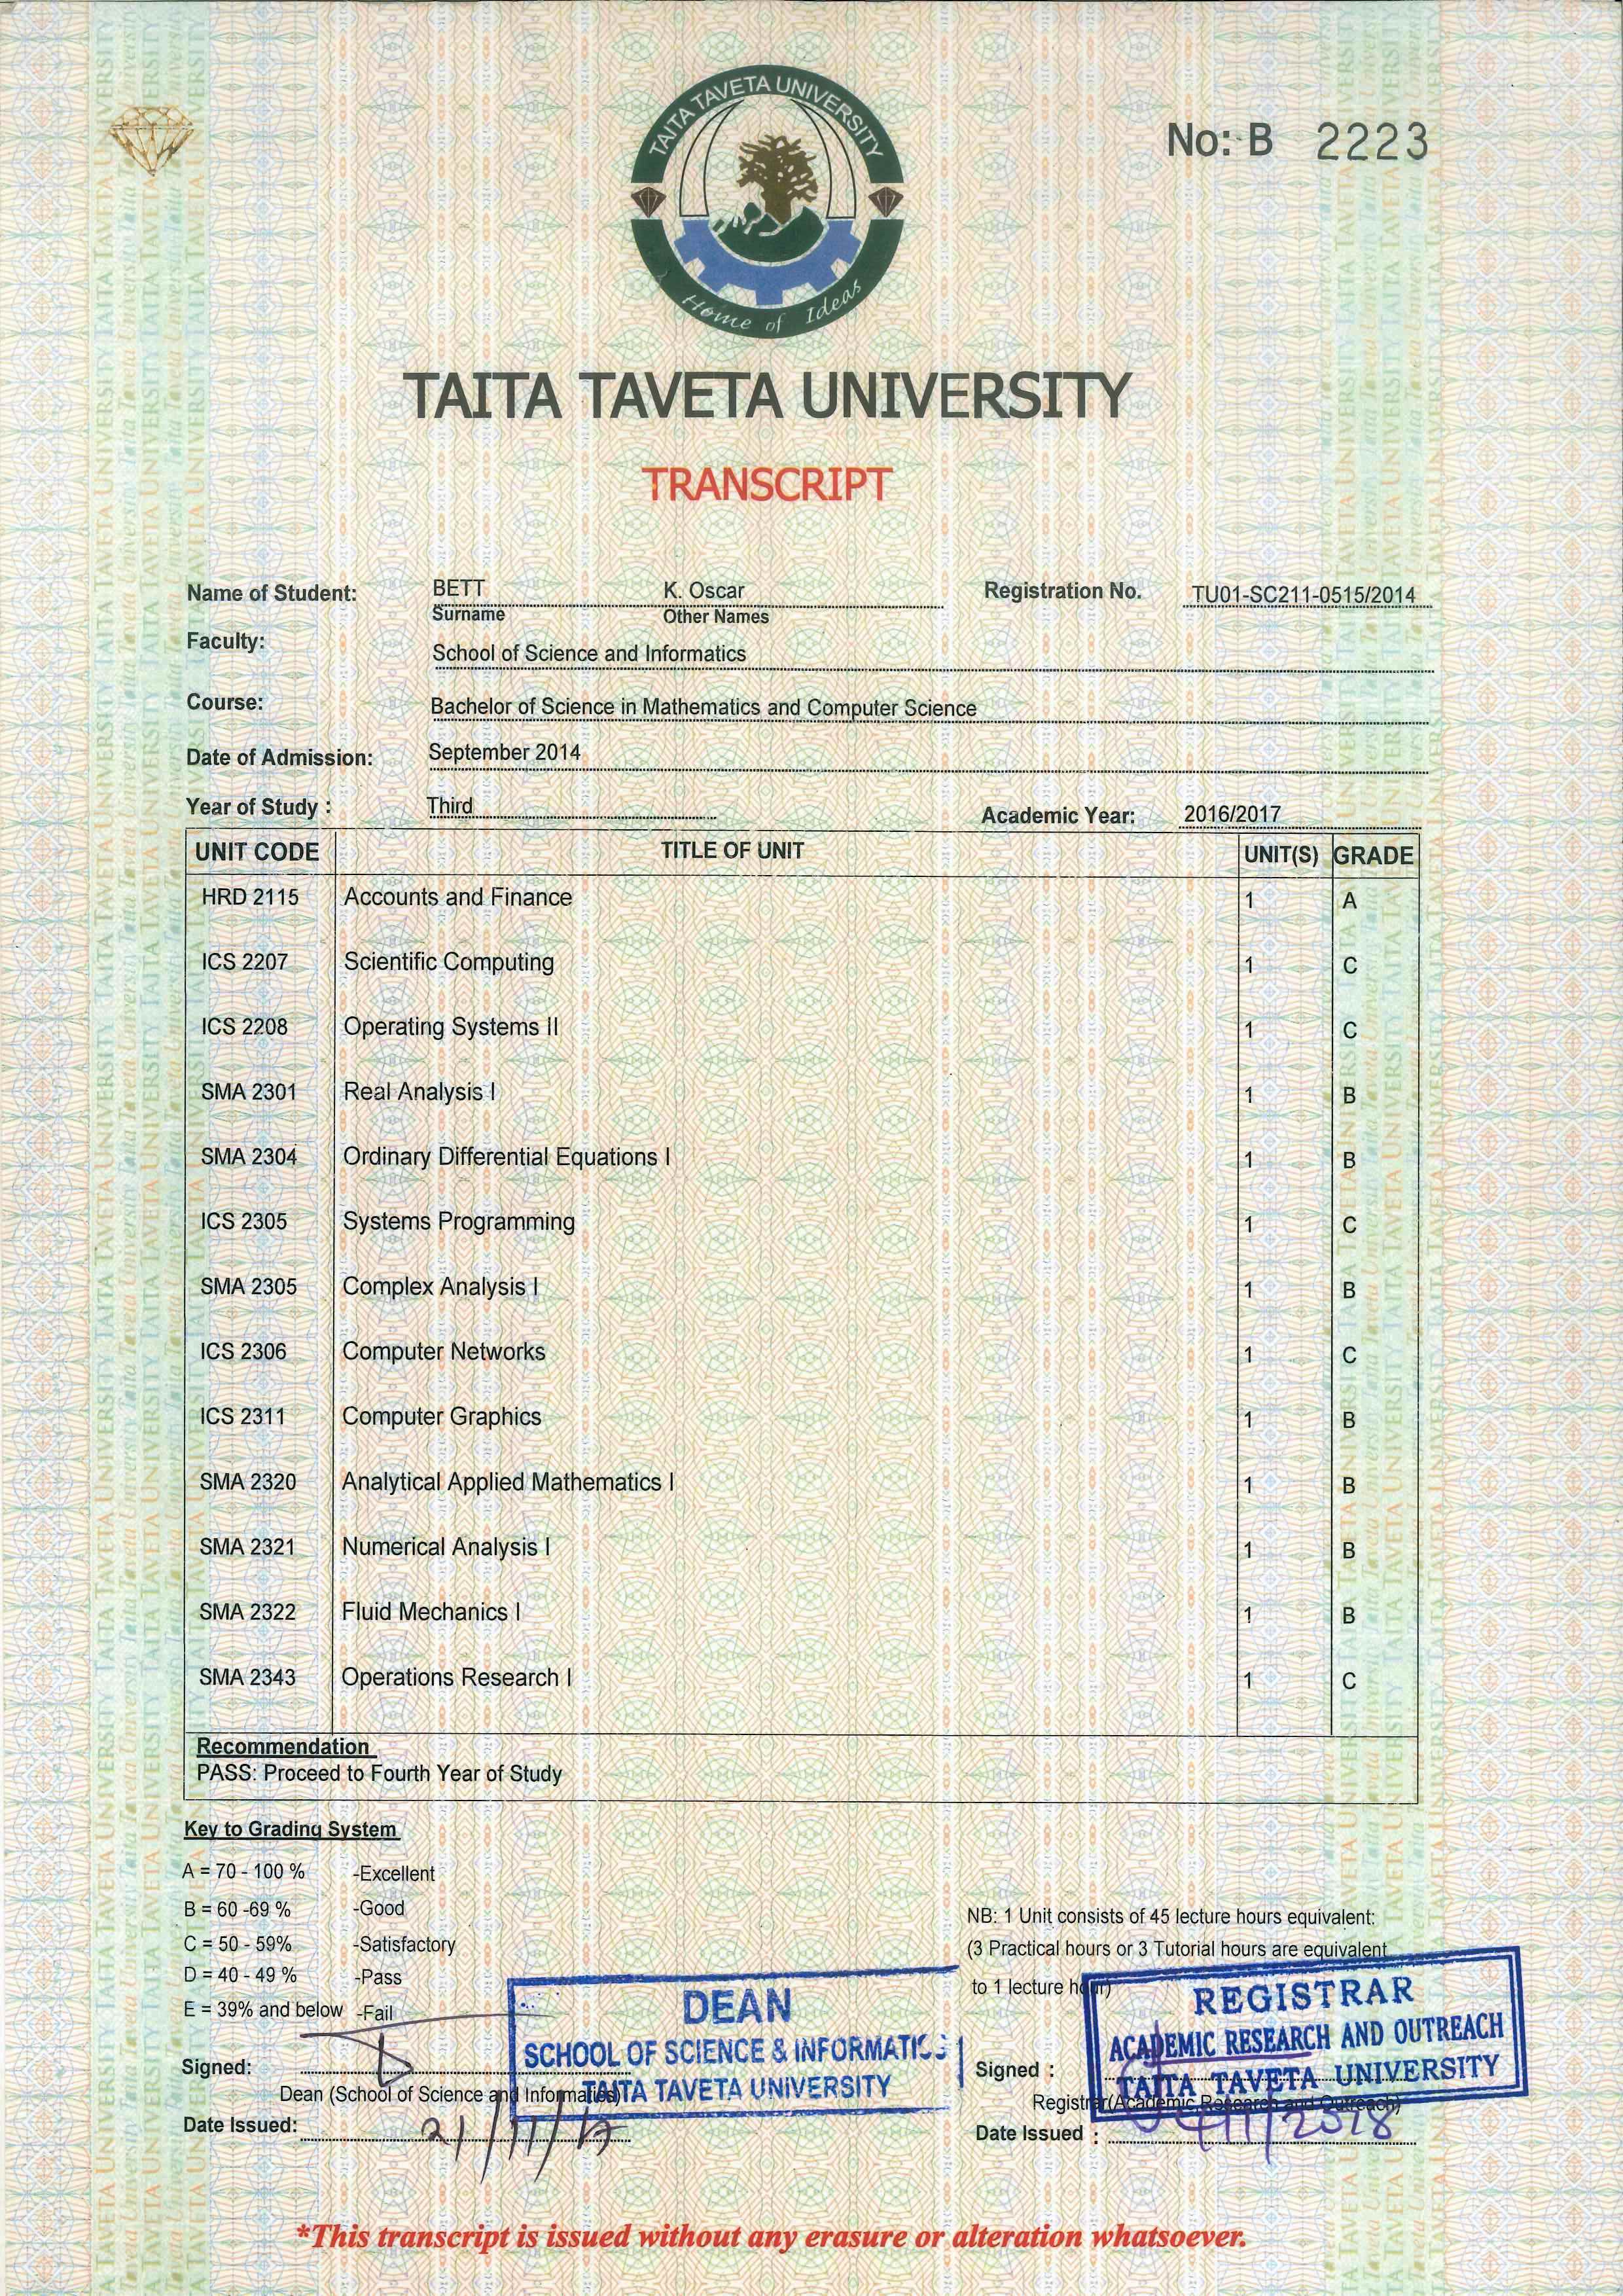 TAITA TAVETA UNIVERSITY
Home of Ideas
No: B 2223
TAITA TAVETA UNIVERSITY
TRANSCRIPT
Name of Student: BETT K. Oscar Registration No. TU01-SC211-0515/2014
Surname Other Names
Faculty: School of Science and Informatics
Course: Bachelor of Science in Mathematics and Computer Science
Date of Admission: September 2014
Year of Study : Third Academic Year: 2016/2017
UNIT CODE TITLE OF UNIT UNIT(S) GRADE
HRD 2115 Accounts and Finance 1 A
ICS 2207 Scientific Computing 1 C
ICS 2208 Operating Systems II 1 C
SMA 2301 Real Analysis I 1 B
SMA 2304 Ordinary Differential Equations I 1 B
ICS 2305 Systems Programming 1 C
SMA 2305 Complex Analysis I 1 B
ICS 2306 Computer Networks 1 C
ICS 2311 Computer Graphics 1 B
SMA 2320 Analytical Applied Mathematics I 1 B
SMA 2321 Numerical Analysis I 1 B
SMA 2322 Fluid Mechanics I 1 B
SMA 2343 Operations Research I 1 C
Recommendation
PASS: Proceed to Fourth Year of Study
Key to Grading System
A = 70 - 100 % -Excellent
B = 60 -69 % -Good
C = 50 - 59% -Satisfactory
D = 40 - 49 % -Pass
E = 39% and below -Fail
NB: 1 Unit consists of 45 lecture hours equivalent:
(3 Practical hours or 3 Tutorial hours are equivalent
to 1 lecture hour)
DEAN
SCHOOL OF SCIENCE & INFORMATICS
TAITA TAVETA UNIVERSITY
REGISTRAR
ACADEMIC RESEARCH AND OUTREACH
TAITA TAVETA UNIVERSITY
Signed:
Dean (School of Science and Informatics)
Date Issued: 21/11/17
Signed :
Registrar(Academic Research and Outreach)
Date Issued :
*This transcript is issued without any erasure or alteration whatsoever.